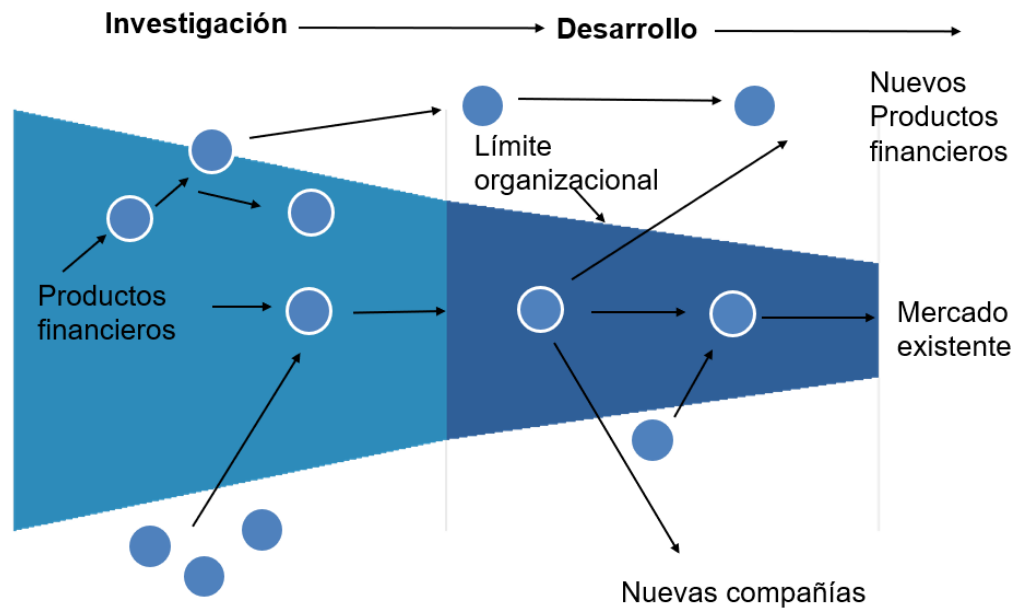 Investigación
Desarrollo
Nuevos
Productos
financieros
Límite
organizacional
Productos
financieros
Mercado
existente
Nuevas compañías